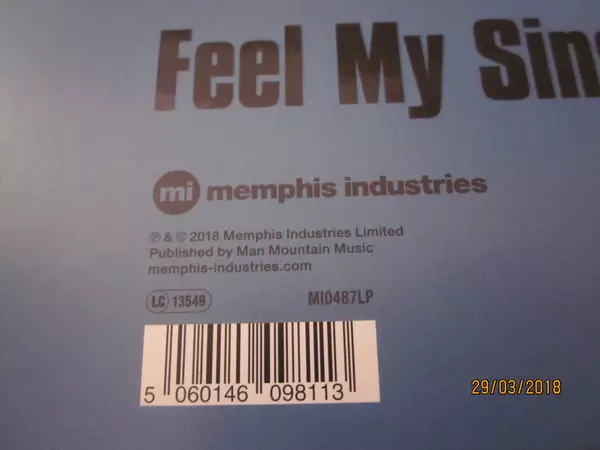 Feel My Sins
mi memphis industries
℗ & © 2018 Memphis Industries Limited
Published by Man Mountain Music
memphis-industries.com
LC 13549 MI0487LP
5 060146 098113
29/03/2018